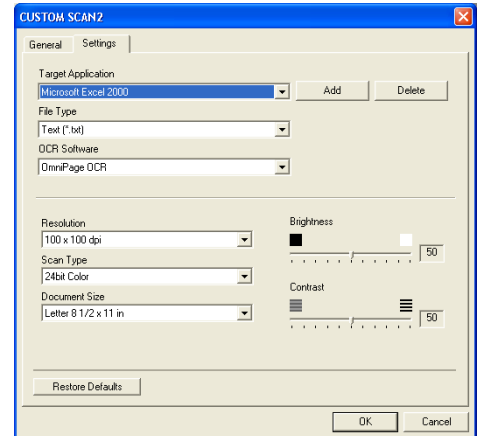 CUSTOM SCAN2
General Settings
Target Application
Microsoft Excel 2000 Add Delete
File Type
Text (*.txt)
OCR Software
OmniPage OCR
Resolution Brightness
100 x 100 dpi
50
Scan Type
24bit Color
Document Size Contrast
Letter 8 1/2 x 11 in
50
Restore Defaults
OK Cancel